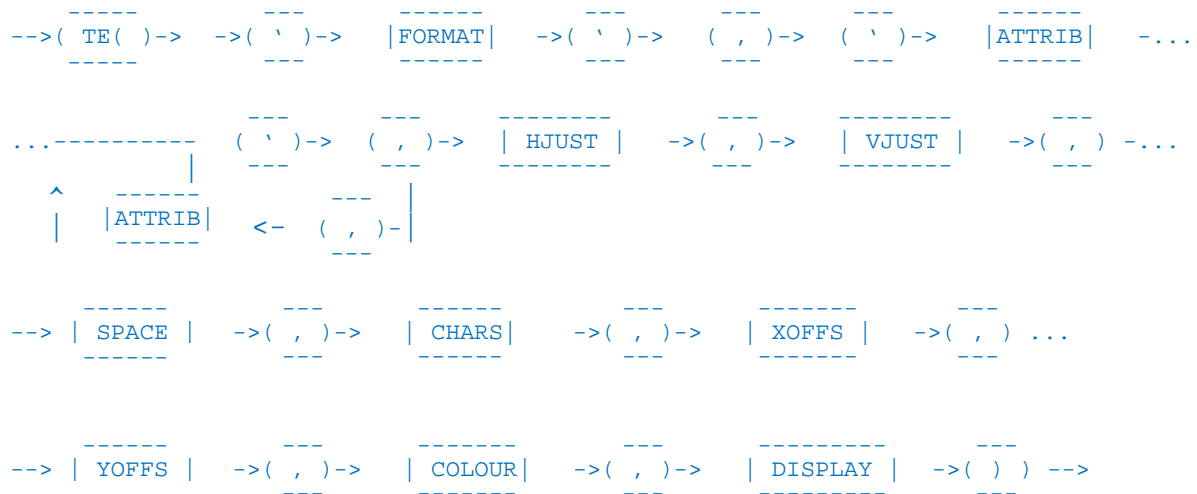 -->( TE( )-> ->( ‵ )-> |FORMAT| ->( ‵ )-> ( , )-> ( ‵ )-> |ATTRIB| -...
...---------- ( ‵ )-> ( , )-> | HJUST | ->( , )-> | VJUST | ->( , ) -...
|ATTRIB| <- ( , )-|
--> | SPACE | ->( , )-> | CHARS| ->( , )-> | XOFFS | ->( , ) ...
--> | YOFFS | ->( , )-> | COLOUR| ->( , )-> | DISPLAY | ->( ) ) -->